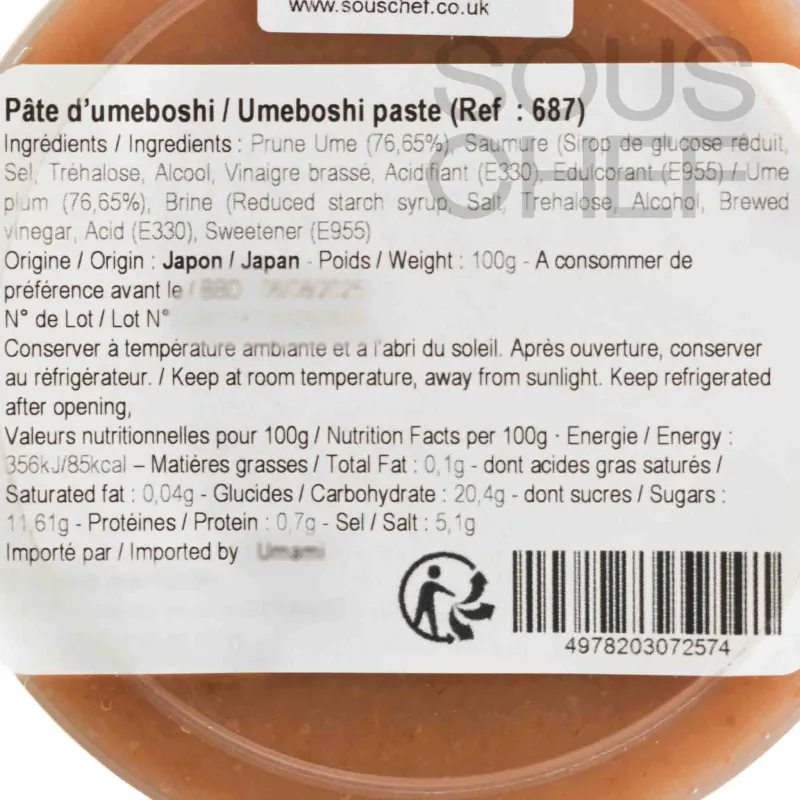 www.souschef.co.uk
SOUS
CHEF
Pâte d'umeboshi / Umeboshi paste (Ref : 687)
Ingrédients / Ingredients : Prune Ume (76,65%), Saumure (Sirop de glucose réduit,
Sel, Tréhalose, Alcool, Vinaigre brassé, Acidifiant (E330), Edulcorant (E955) / Ume
plum (76,65%), Brine (Reduced starch syrup, Salt, Trehalose, Alcohol, Brewed
vinegar, Acid (E330), Sweetener (E955)
Origine / Origin : Japon / Japan - Poids / Weight : 100g - A consommer de
préférence avant le / BBD
N° de Lot / Lot N°
Conserver à température ambiante et à l'abri du soleil. Après ouverture, conserver
au réfrigérateur. / Keep at room temperature, away from sunlight. Keep refrigerated
after opening,
Valeurs nutritionnelles pour 100g / Nutrition Facts per 100g · Energie / Energy :
356kJ/85kcal – Matières grasses / Total Fat : 0,1g - dont acides gras saturés /
Saturated fat : 0,04g - Glucides / Carbohydrate : 20,4g - dont sucres / Sugars :
11,61g - Protéines / Protein : 0,7g - Sel / Salt : 5,1g
Importé par / Imported by Umami
4978203072574